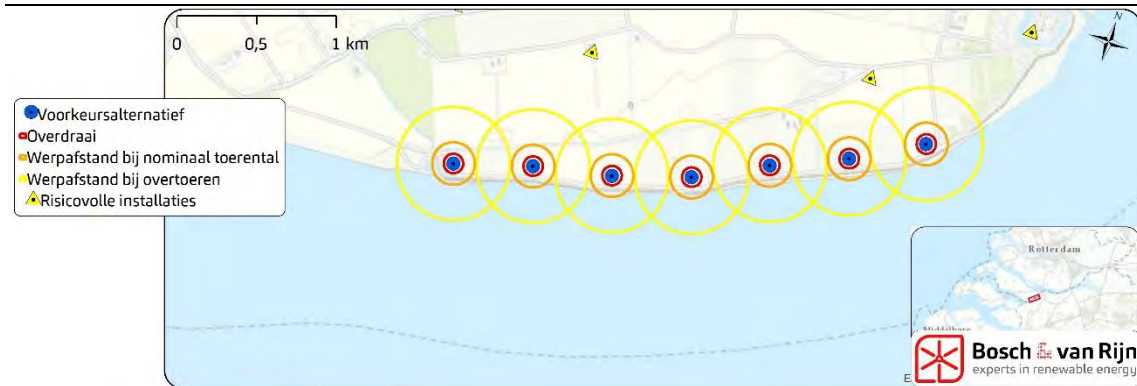 0 0,5 1 km
N
Voorkeursalternatief
Overdraai
Werpafstand bij nominaal toerental
Werpafstand bij overtoeren
Risicovolle installaties
Rotterdam
Middelburg
E
Bosch & van Rijn
experts in renewable energy